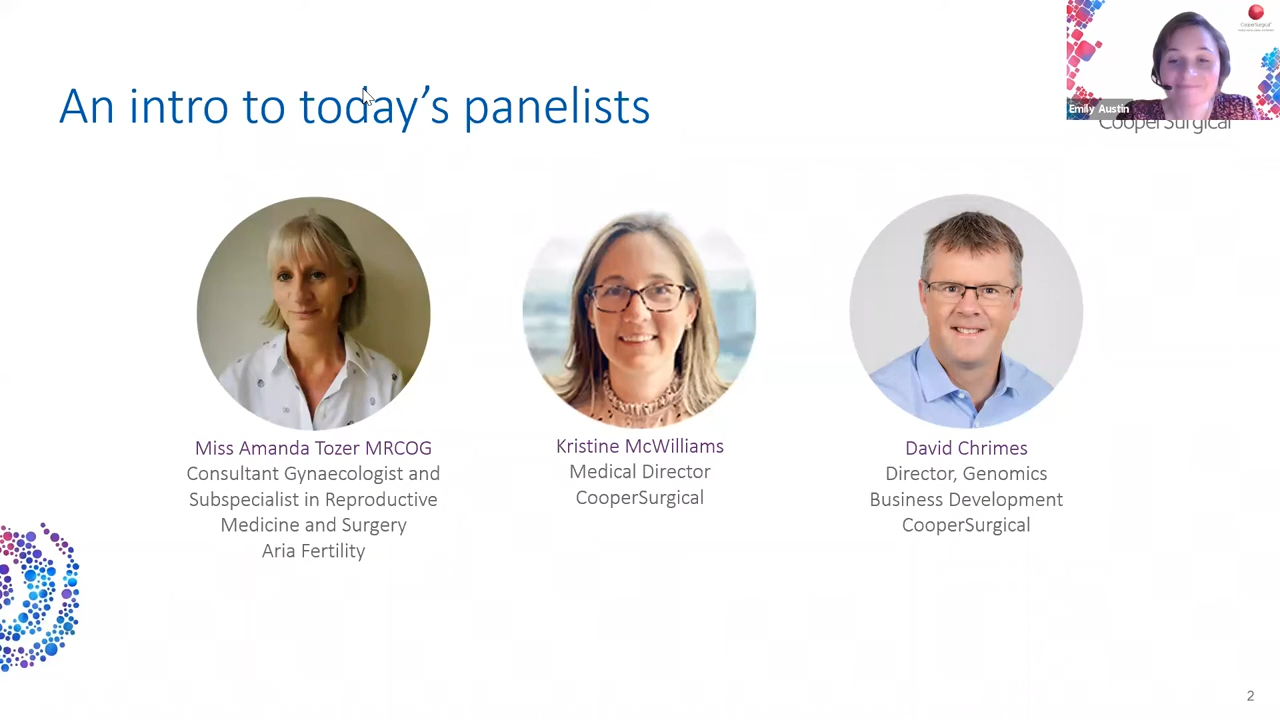 An intro to today's panelists
CooperSurgical
Emily Austin
CooperSurgical
Miss Amanda Tozer MRCOG
Consultant Gynaecologist and
Subspecialist in Reproductive
Medicine and Surgery
Aria Fertility
Kristine McWilliams
Medical Director
CooperSurgical
David Chrimes
Director, Genomics
Business Development
CooperSurgical
2